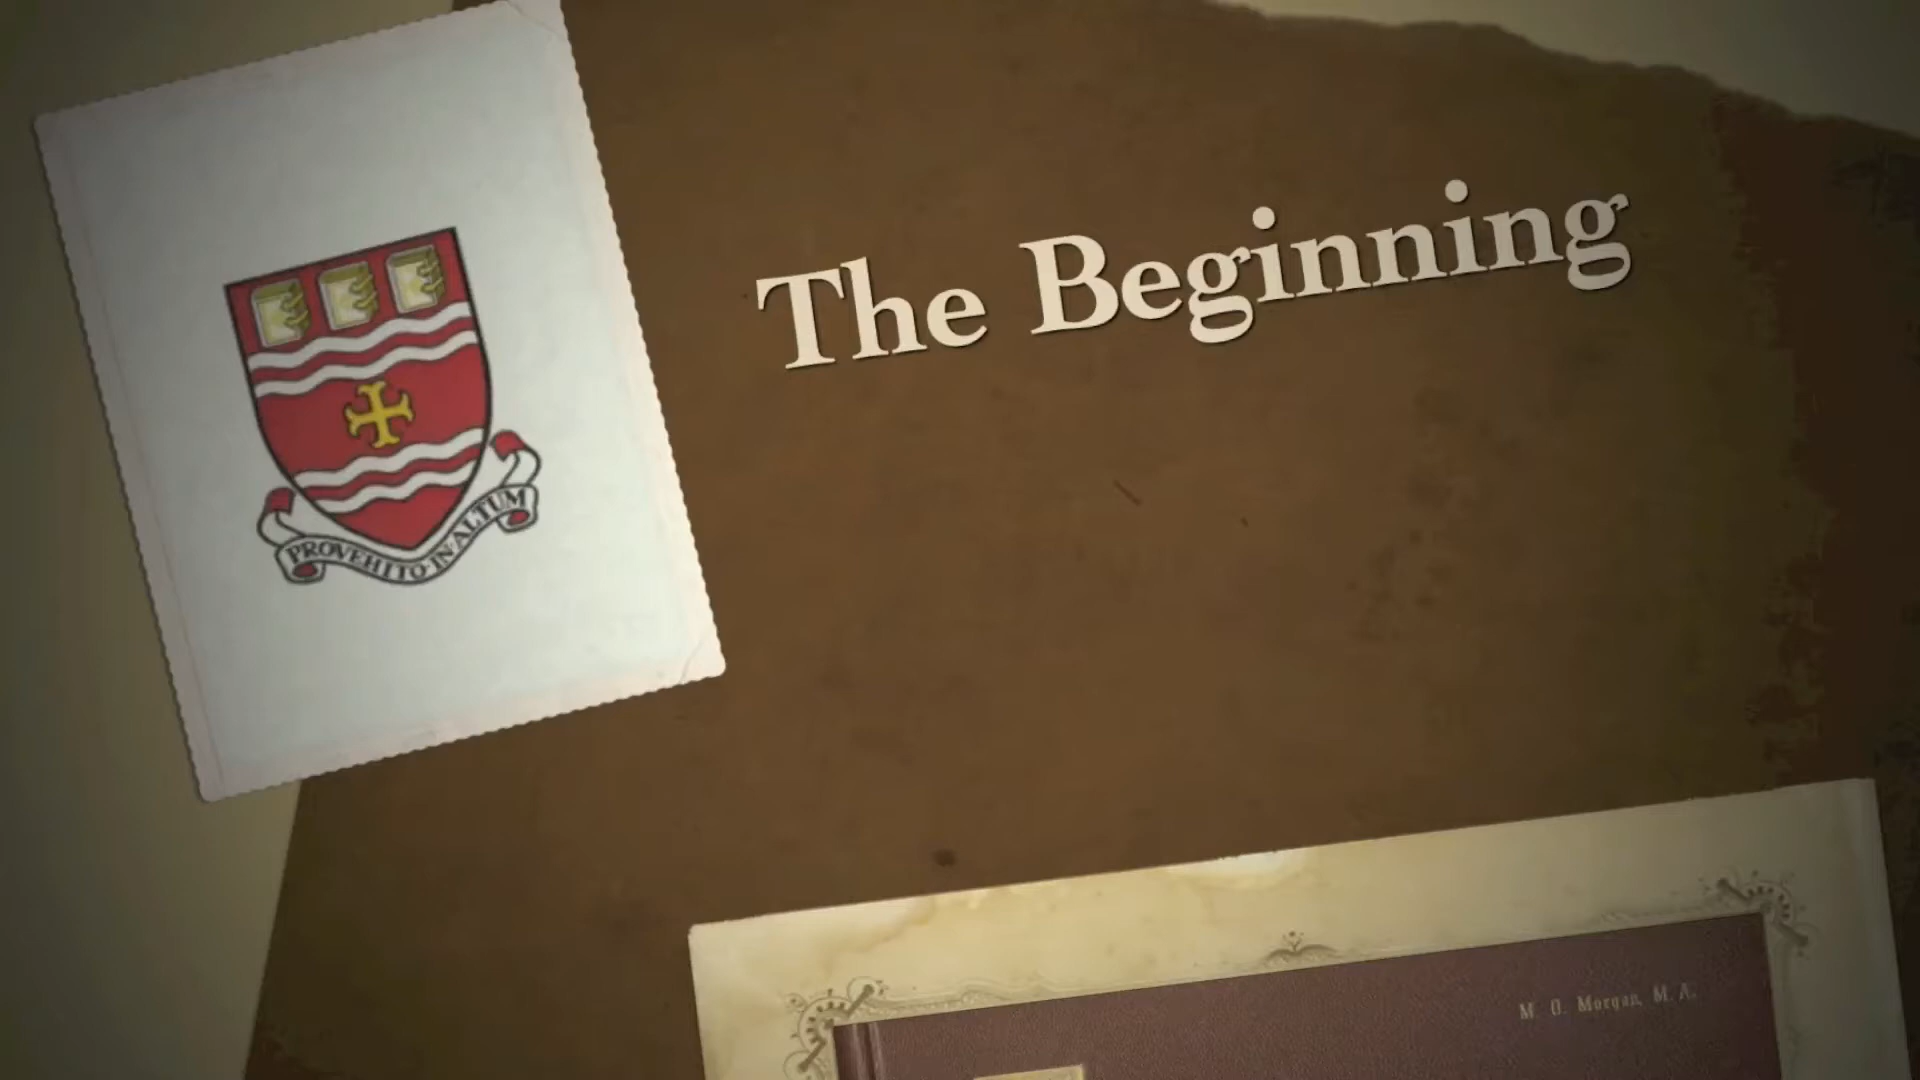 The Beginning
PROVEHITO·IN·ALTUM
M. O. Morgan, M. A.